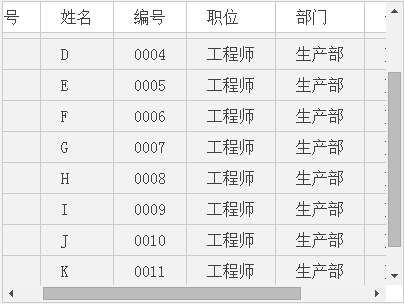 号 姓名 编号 职位 部门
D 0004 工程师 生产部
E 0005 工程师 生产部
F 0006 工程师 生产部
G 0007 工程师 生产部
H 0008 工程师 生产部
I 0009 工程师 生产部
J 0010 工程师 生产部
K 0011 工程师 生产部